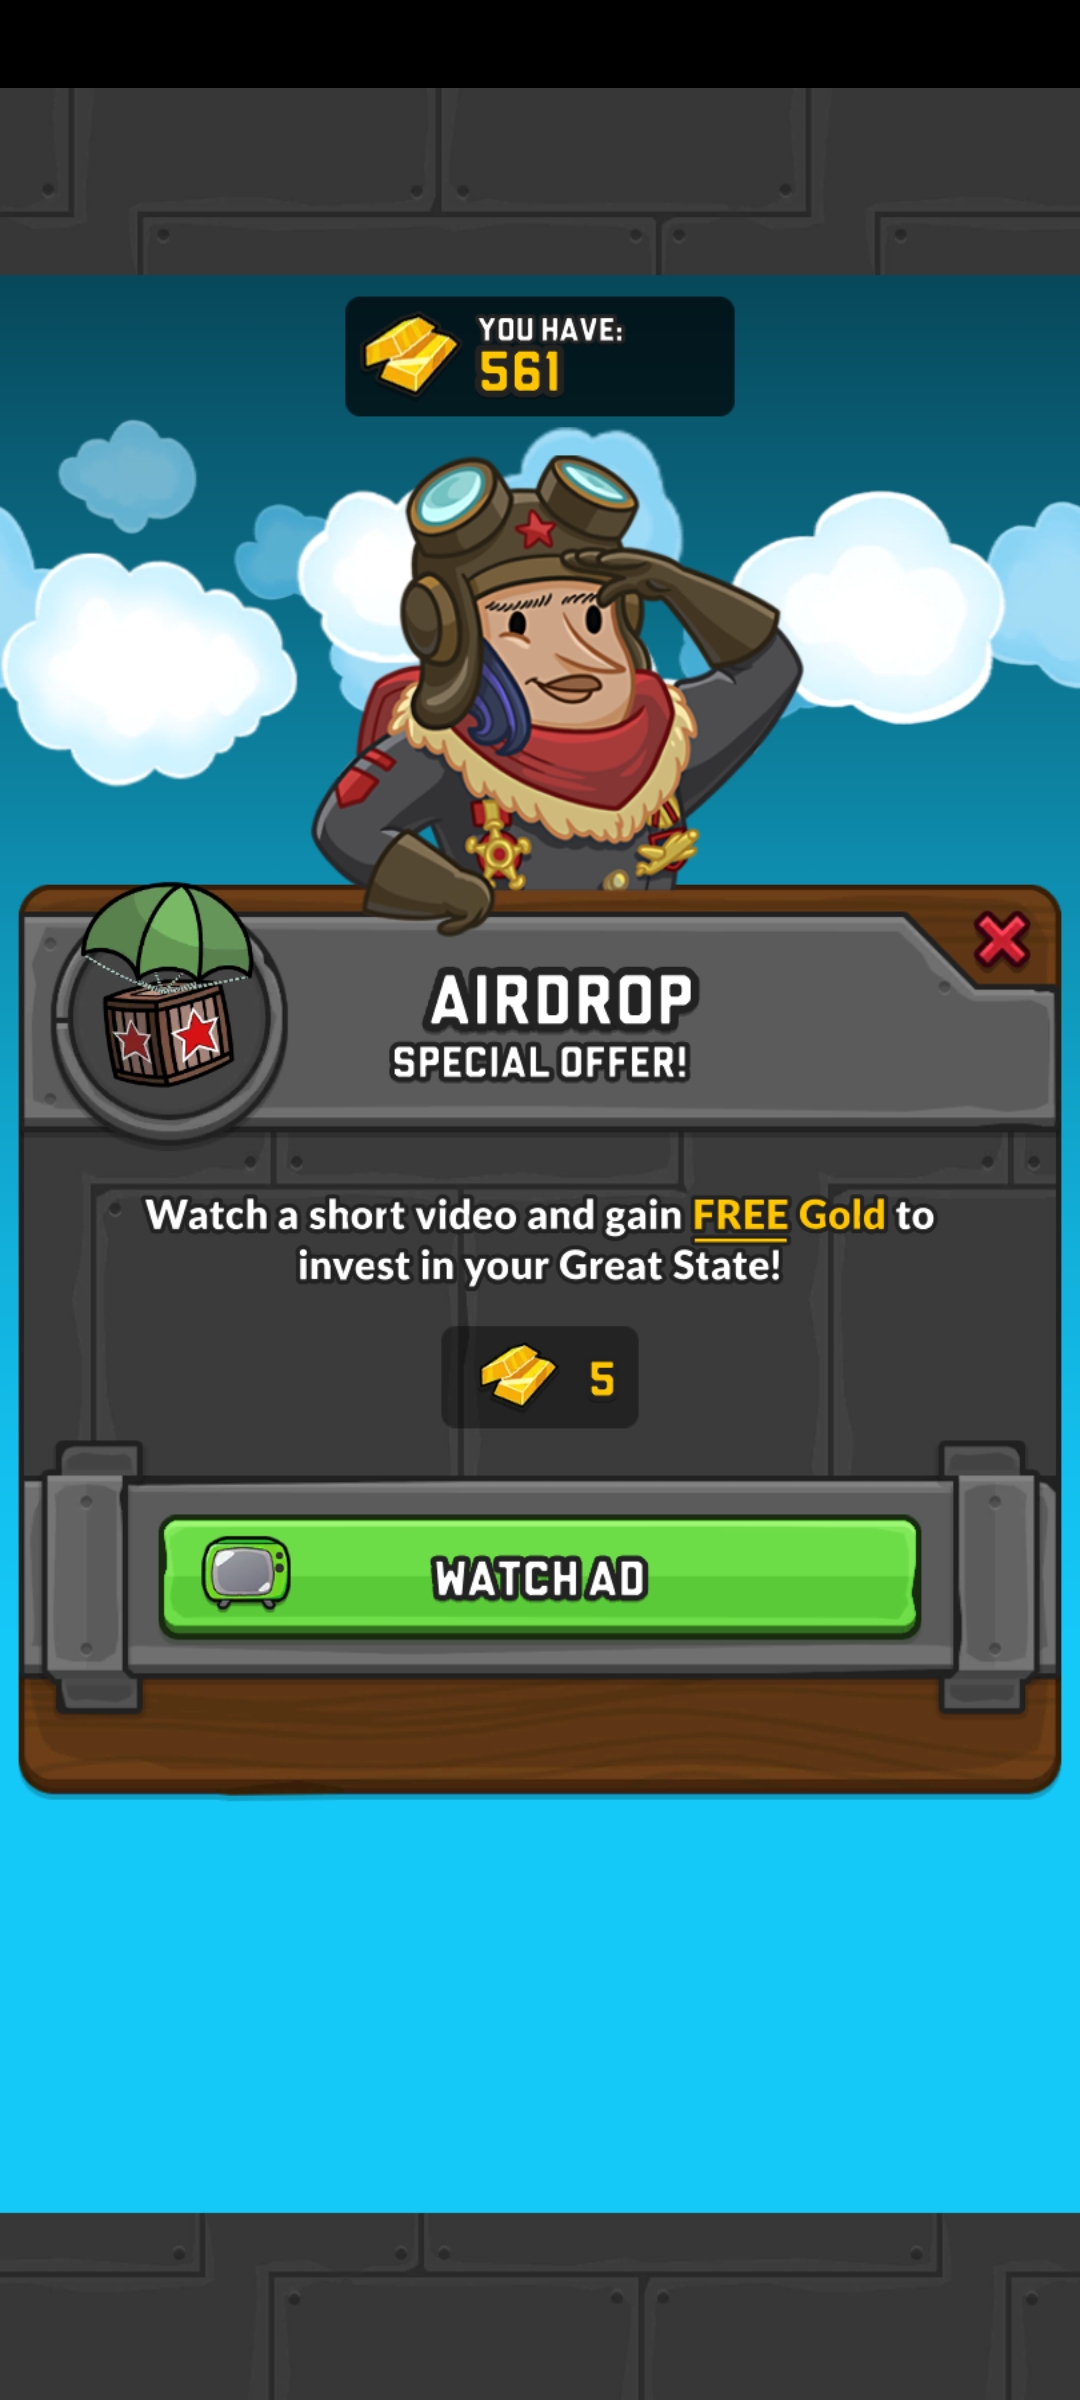 YOU HAVE:
561
AIRDROP
SPECIAL OFFER!
Watch a short video and gain FREE Gold to
invest in your Great State!
5
WATCH AD